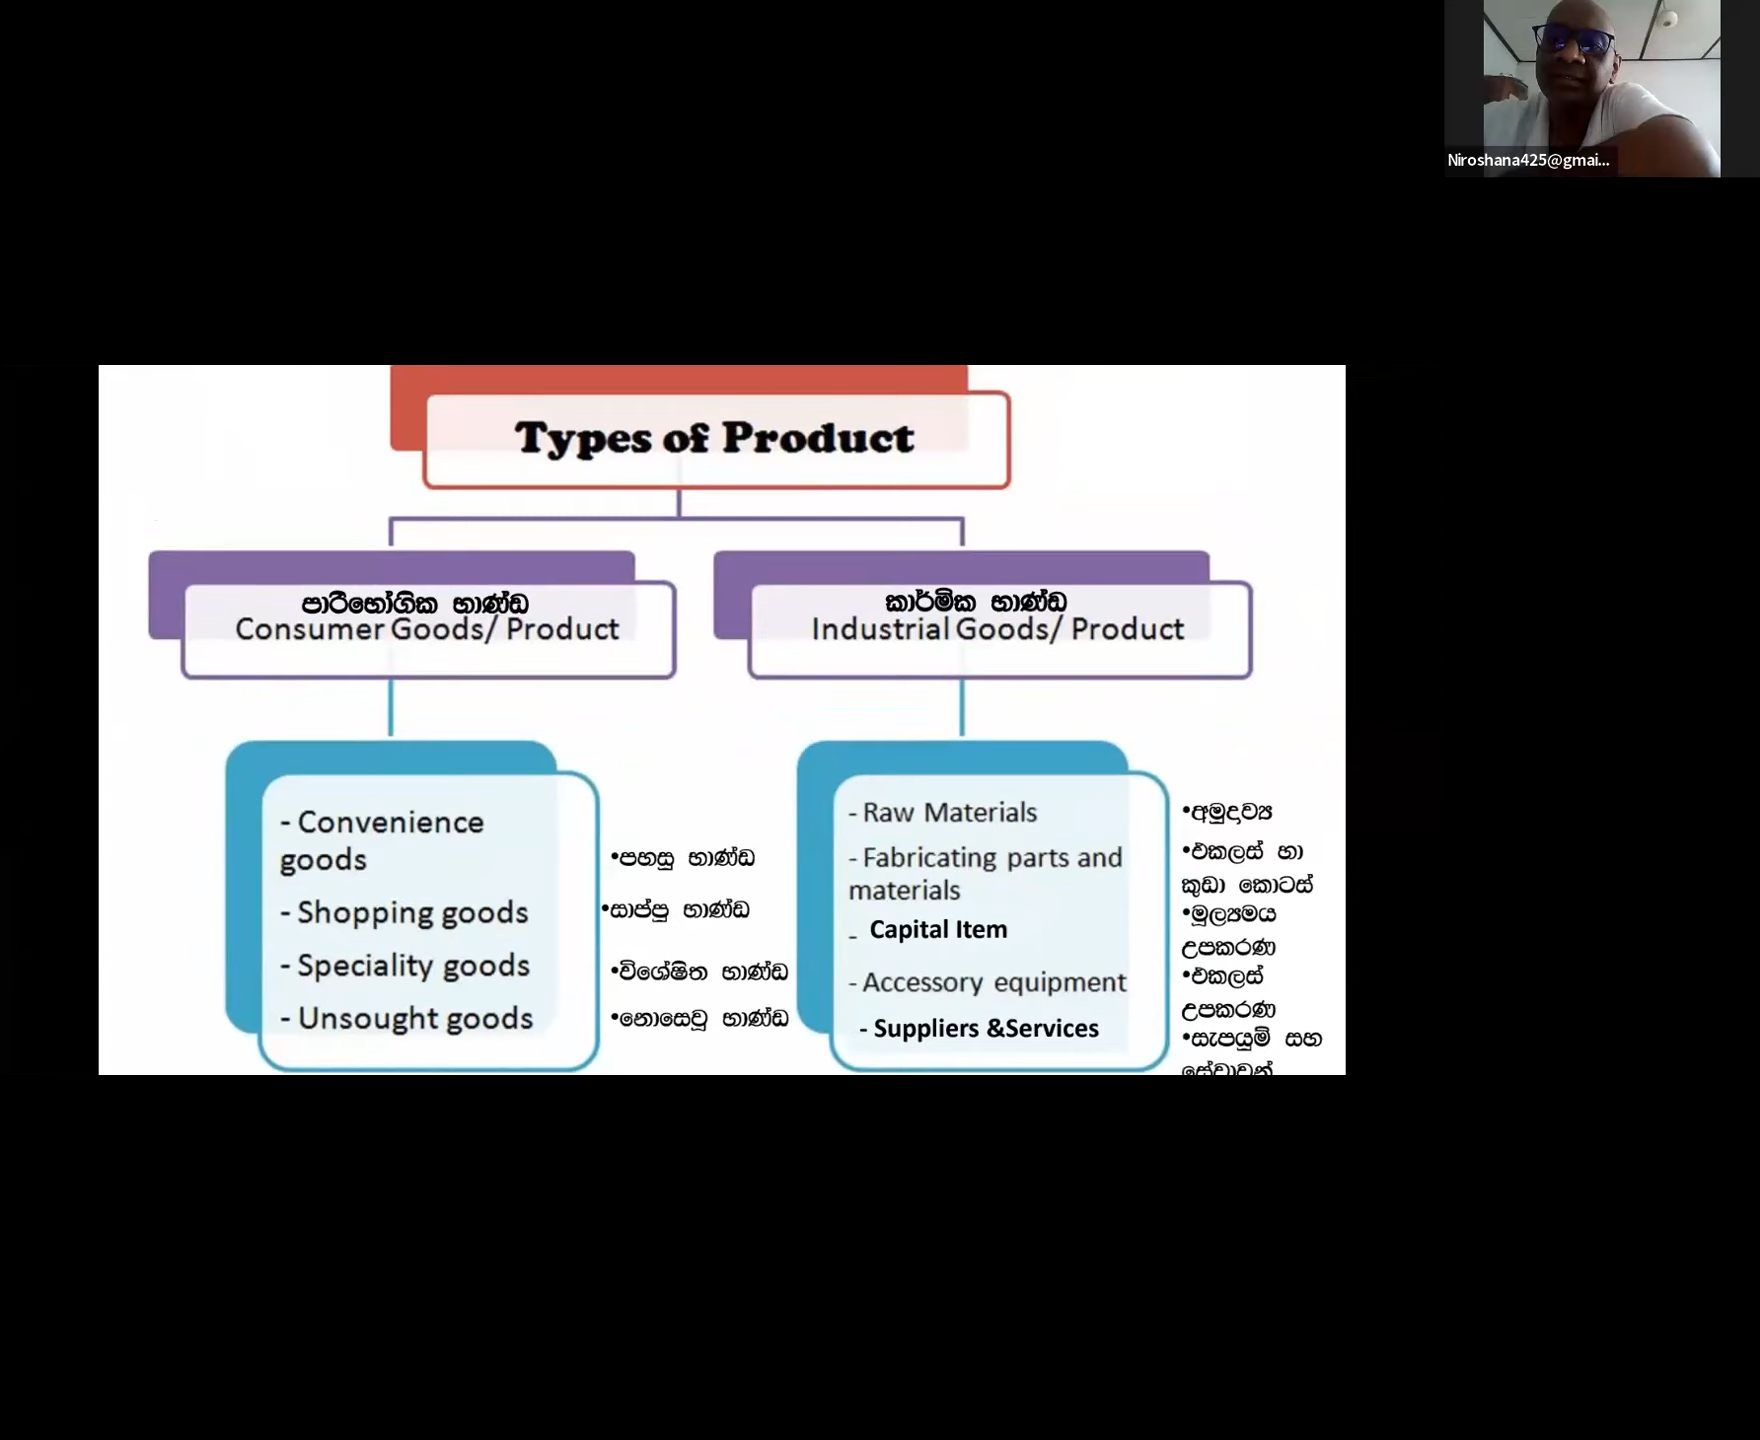 Niroshana425@gmai...
Types of Product
පාරිභෝගික භාණ්ඩ
Consumer Goods/ Product
කාර්මික භාණ්ඩ
Industrial Goods/ Product
- Convenience
goods
- Shopping goods
- Speciality goods
- Unsought goods
•පහසු භාණ්ඩ
•සාප්පු භාණ්ඩ
•විශේෂිත භාණ්ඩ
•නොසෙවූ භාණ්ඩ
- Raw Materials
- Fabricating parts and
materials
- Capital Item
- Accessory equipment
- Suppliers &Services
•අමුද්‍රව්‍ය
•එකලස් හා
කුඩා කොටස්
•මූල්‍යමය
උපකරණ
•එකලස්
උපකරණ
•සැපයුම් සහ
සේවාවන්